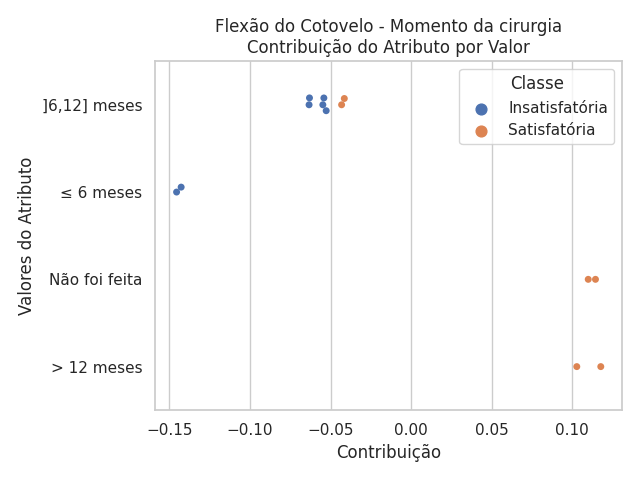 Flexão do Cotovelo - Momento da cirurgia
Contribuição do Atributo por Valor
Classe
Insatisfatória
Satisfatória
Valores do Atributo
]6,12] meses
≤ 6 meses
Não foi feita
> 12 meses
−0.15 −0.10 −0.05 0.00 0.05 0.10
Contribuição